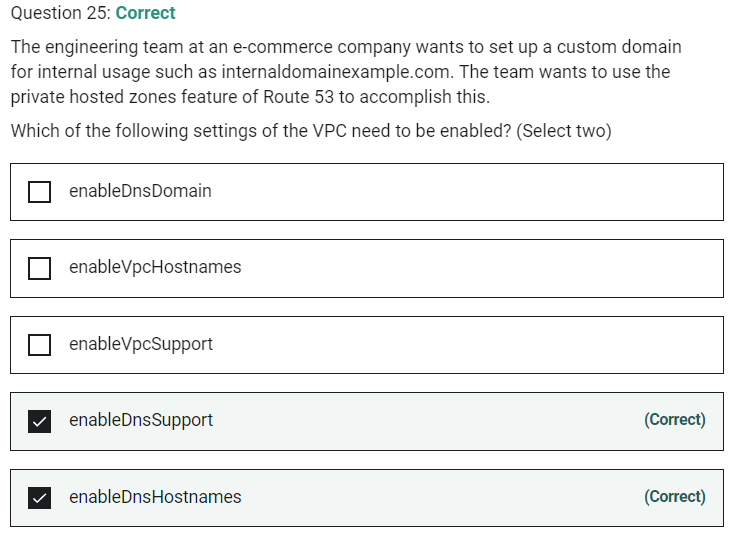 Question 25: Correct
The engineering team at an e-commerce company wants to set up a custom domain
for internal usage such as internaldomainexample.com. The team wants to use the
private hosted zones feature of Route 53 to accomplish this.
Which of the following settings of the VPC need to be enabled? (Select two)
enableDnsDomain
enableVpcHostnames
enableVpcSupport
enableDnsSupport (Correct)
enableDnsHostnames (Correct)